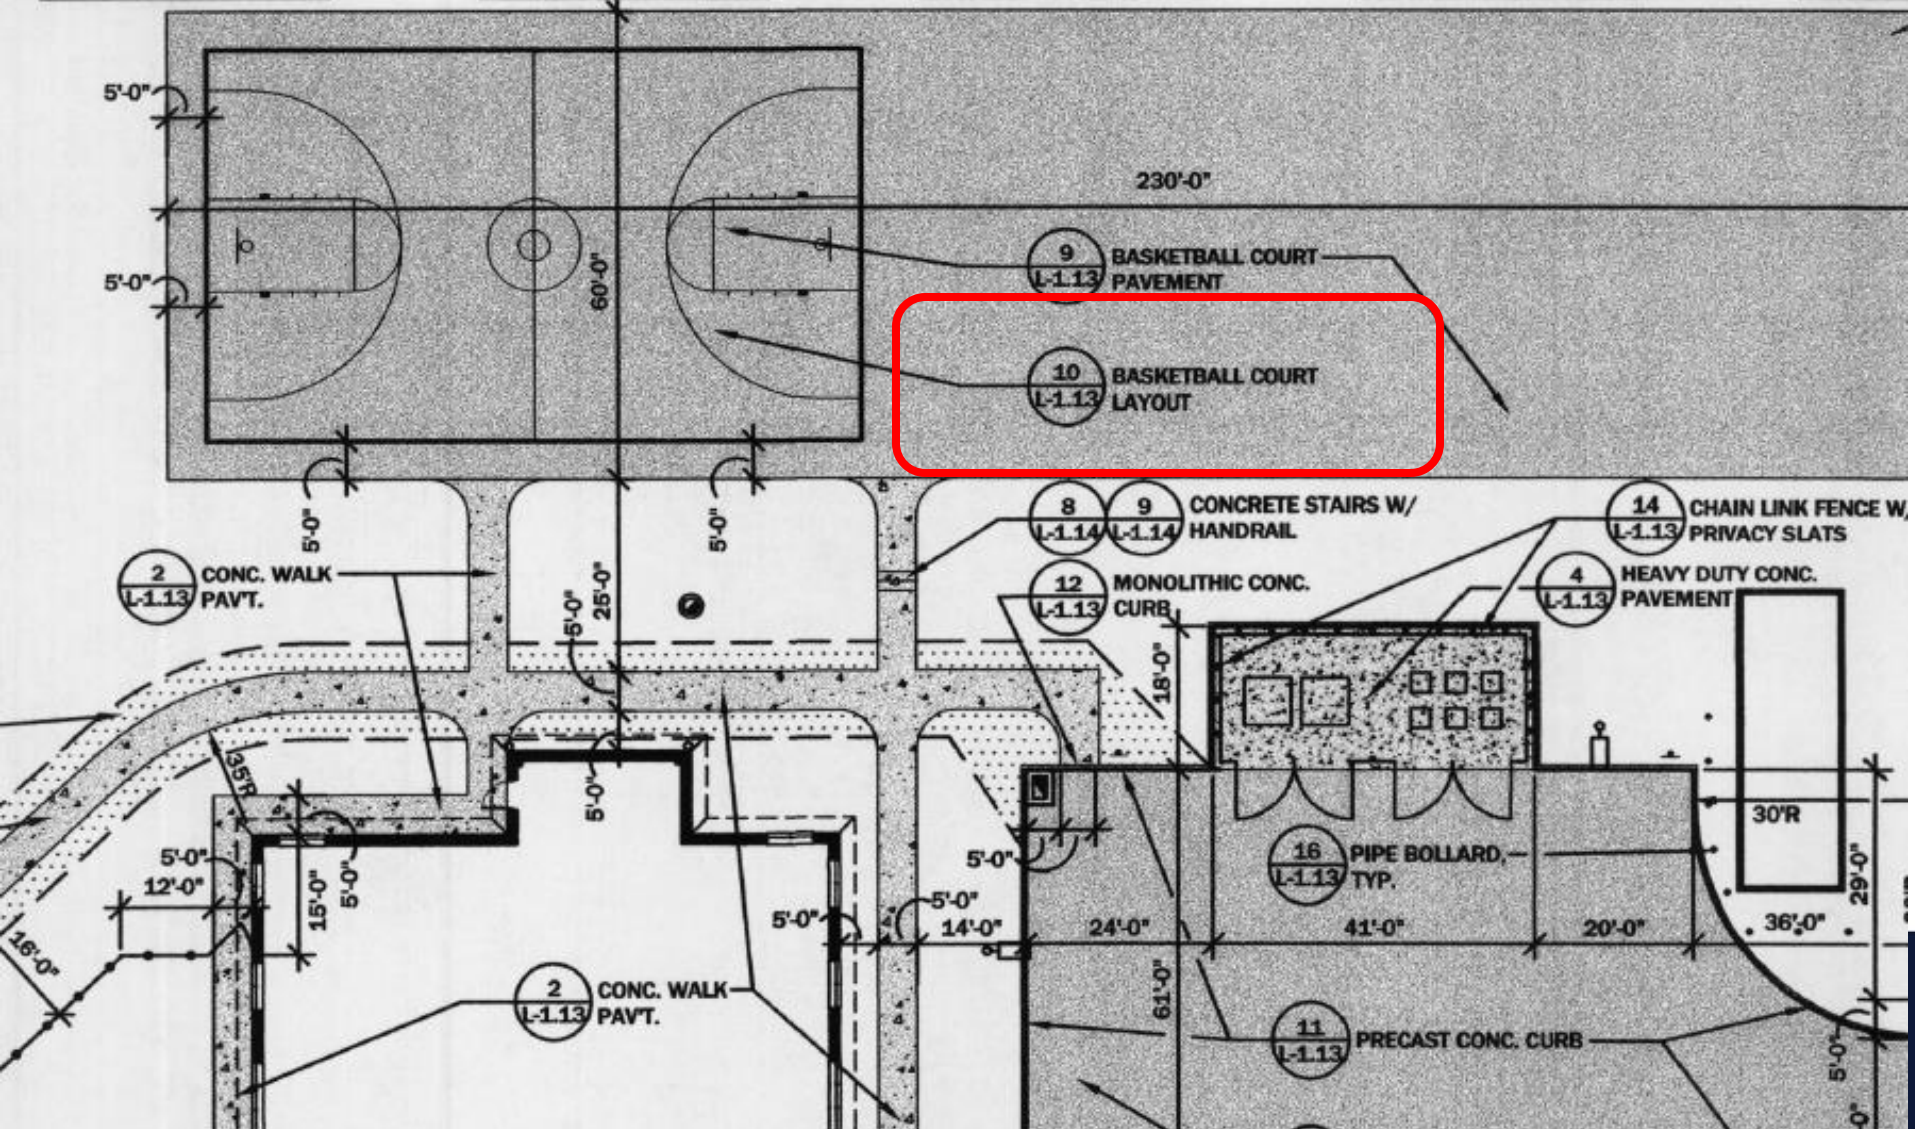 5'-0"
230'-0"
9
L-1.13
BASKETBALL COURT
PAVEMENT
5'-0"
60'-0"
10
L-1.13
BASKETBALL COURT
LAYOUT
5'-0"
5'-0"
8
L-1.14
9
L-1.14
CONCRETE STAIRS W/
HANDRAIL
14
L-1.13
CHAIN LINK FENCE W/
PRIVACY SLATS
2
L-1.13
CONC. WALK
PAV'T.
5'-0"
25'-0"
12
L-1.13
MONOLITHIC CONC.
CURB
4
L-1.13
HEAVY DUTY CONC.
PAVEMENT
18'-0"
35'R
5'-0"
30'R
5'-0"
12'-0"
15'-0"
5'-0"
5'-0"
16
L-1.13
PIPE BOLLARD,
TYP.
29'-0"
5'-0"
5'-0"
14'-0"
24'-0"
41'-0"
20'-0"
36'-0"
16'-0"
61'-0"
2
L-1.13
CONC. WALK
PAV'T.
11
L-1.13
PRECAST CONC. CURB
5'-0"